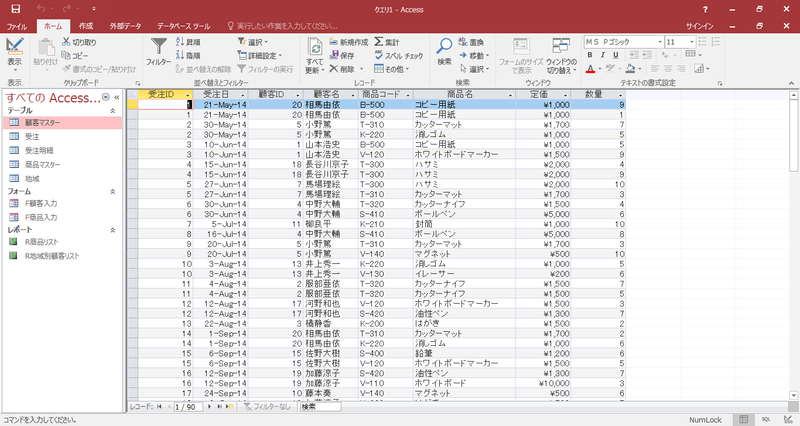 クエリ1 - Access
サインイン
ファイル ホーム 作成 外部データ データベース ツール 実行したい作業を入力してください。
表示 貼り付け 切り取り コピー 書式のコピー/貼り付け
フィルター 昇順 降順 並べ替えの解除 選択 詳細設定 フィルターの実行
すべて更新 新規作成 保存 削除 集計 スペル チェック その他
検索 置換 移動 選択
フォームのサイズで表示 ウィンドウの切り替え
ＭＳ Ｐゴシック 11
表示 クリップボード 並べ替えとフィルター レコード 検索 ウィンドウ テキストの書式設定
すべての Access...
テーブル
顧客マスター
受注
受注明細
商品マスター
地域
フォーム
F顧客入力
F商品入力
レポート
R商品リスト
R地域別顧客リスト
受注ID 受注日 顧客ID 顧客名 商品コード 商品名 定価 数量
1 21-May-14 20 相馬由依 B-500 コピー用紙 ¥1,000 9
1 21-May-14 20 相馬由依 B-500 コピー用紙 ¥1,000 1
2 30-May-14 5 小野篤 T-310 カッターマット ¥1,700 7
2 30-May-14 5 小野篤 K-220 消しゴム ¥1,000 5
3 10-Jun-14 1 山本浩史 B-500 コピー用紙 ¥1,000 5
3 10-Jun-14 1 山本浩史 V-120 ホワイトボードマーカー ¥1,500 9
4 15-Jun-14 18 長谷川京子 T-300 ハサミ ¥2,000 4
4 15-Jun-14 18 長谷川京子 T-300 ハサミ ¥2,000 9
5 27-Jun-14 7 馬場理絵 T-300 ハサミ ¥2,000 10
5 27-Jun-14 7 馬場理絵 T-310 カッターマット ¥1,700 3
6 30-Jun-14 4 中野大輔 T-320 カッターナイフ ¥1,500 4
6 30-Jun-14 4 中野大輔 S-410 ボールペン ¥5,000 6
7 5-Jul-14 11 柳良平 K-210 封筒 ¥1,000 10
8 16-Jul-14 4 中野大輔 S-410 ボールペン ¥5,000 8
9 20-Jul-14 5 小野篤 T-310 カッターマット ¥1,700 3
9 20-Jul-14 5 小野篤 V-140 マグネット ¥500 10
10 3-Aug-14 13 井上秀一 K-220 消しゴム ¥1,000 5
10 3-Aug-14 13 井上秀一 V-130 イレーサー ¥200 6
11 4-Aug-14 2 服部亜依 T-320 カッターナイフ ¥1,500 7
11 4-Aug-14 2 服部亜依 T-320 カッターナイフ ¥1,500 5
12 12-Aug-14 17 河野和也 V-120 ホワイトボードマーカー ¥1,500 3
12 12-Aug-14 17 河野和也 S-420 油性ペン ¥1,300 7
13 22-Aug-14 3 橘静香 K-200 はがき ¥1,500 2
14 1-Sep-14 20 相馬由依 T-310 カッターマット ¥1,700 2
14 1-Sep-14 20 相馬由依 K-220 消しゴム ¥1,000 6
15 6-Sep-14 15 佐野大樹 S-400 鉛筆 ¥1,200 6
15 6-Sep-14 15 佐野大樹 V-120 ホワイトボードマーカー ¥1,500 5
16 12-Sep-14 19 加藤涼子 S-420 油性ペン ¥1,300 7
16 12-Sep-14 19 加藤涼子 V-110 ホワイトボード ¥10,000 3
17 24-Sep-14 10 藤本奏 V-140 マグネット ¥500 6
レコード: 1 / 90 フィルターなし 検索
コマンドを入力してください。 NumLock